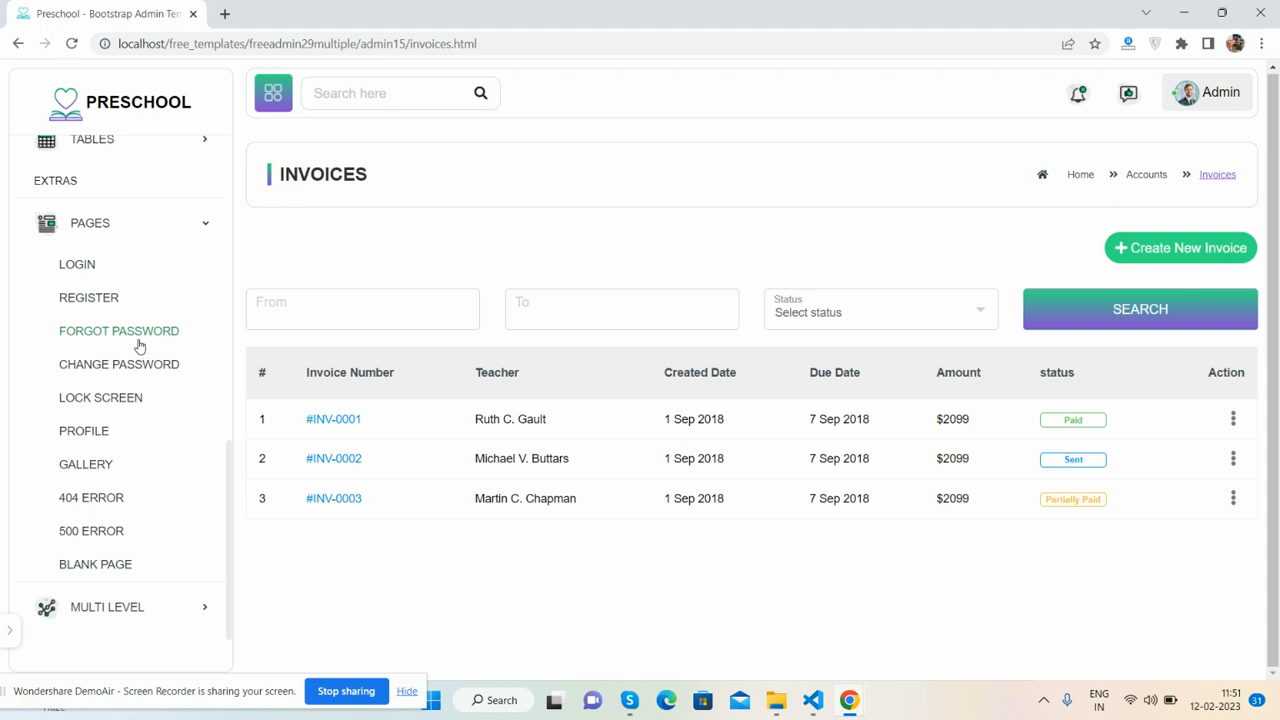 Preschool - Bootstrap Admin Tem
localhost/free_templates/freeadmin29multiple/admin15/invoices.html
PRESCHOOL
Search here
Admin
TABLES
EXTRAS
PAGES
LOGIN
REGISTER
FORGOT PASSWORD
CHANGE PASSWORD
LOCK SCREEN
PROFILE
GALLERY
404 ERROR
500 ERROR
BLANK PAGE
MULTI LEVEL
INVOICES
Home » Accounts » Invoices
+ Create New Invoice
From
To
Status
Select status
SEARCH
# Invoice Number Teacher Created Date Due Date Amount status Action
1 #INV-0001 Ruth C. Gault 1 Sep 2018 7 Sep 2018 $2099 Paid
2 #INV-0002 Michael V. Buttars 1 Sep 2018 7 Sep 2018 $2099 Sent
3 #INV-0003 Martin C. Chapman 1 Sep 2018 7 Sep 2018 $2099 Partially Paid
Wondershare DemoAir - Screen Recorder is sharing your screen.
Stop sharing
Hide
Search
ENG
IN
11:51
12-02-2023
31